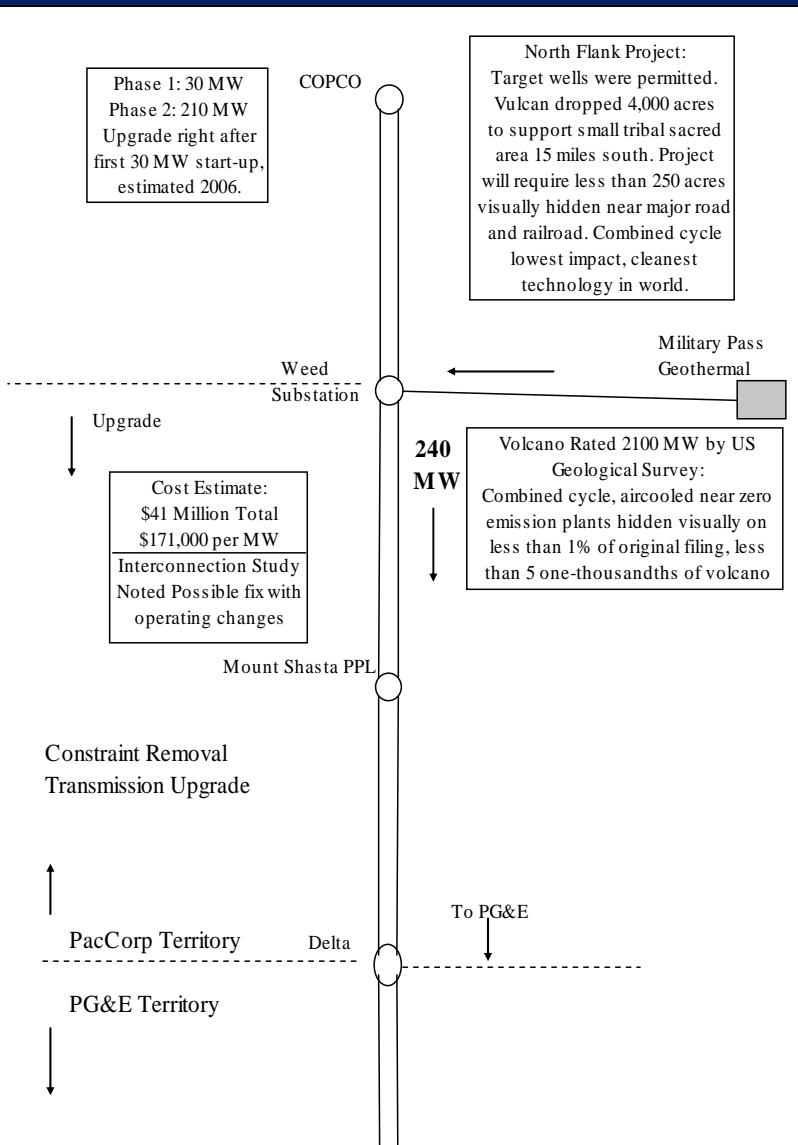 Phase 1: 30 MW
Phase 2: 210 MW
Upgrade right after
first 30 MW start-up,
estimated 2006.
COPCO
North Flank Project:
Target wells were permitted.
Vulcan dropped 4,000 acres
to support small tribal sacred
area 15 miles south. Project
will require less than 250 acres
visually hidden near major road
and railroad. Combined cycle
lowest impact, cleanest
technology in world.
Military Pass
Geothermal
Weed
Substation
Upgrade
240
MW
Volcano Rated 2100 MW by US
Geological Survey:
Combined cycle, aircooled near zero
emission plants hidden visually on
less than 1% of original filing, less
than 5 one-thousandths of volcano
Cost Estimate:
$41 Million Total
$171,000 per MW
Interconnection Study
Noted Possible fix with
operating changes
Mount Shasta PPL
Constraint Removal
Transmission Upgrade
To PG&E
PacCorp Territory
Delta
PG&E Territory